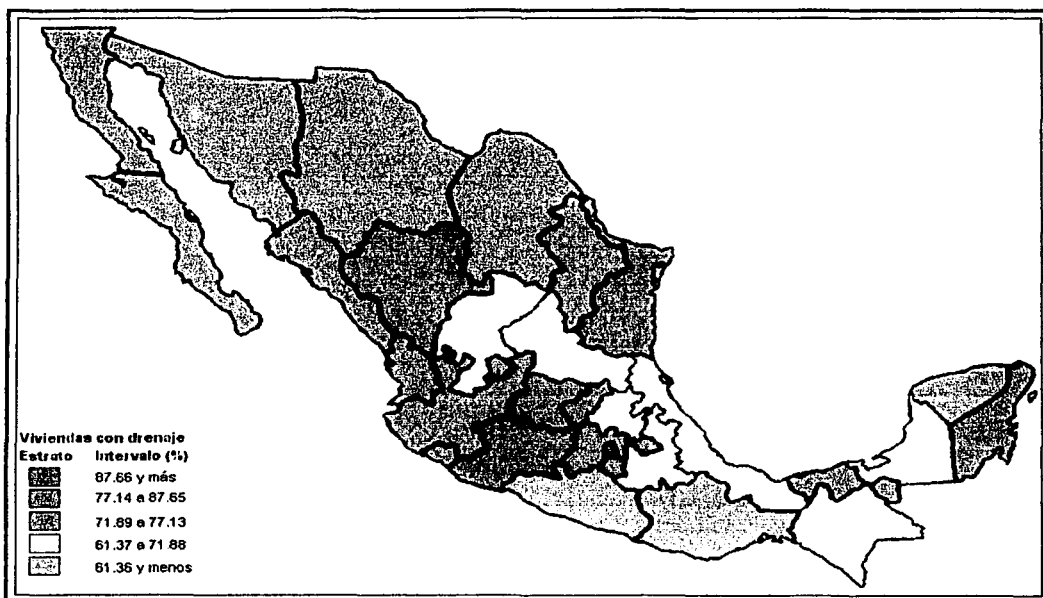 Viviendas con drenaje
Estrato Intervalo (%)
87.66 y más
77.14 a 87.65
71.89 a 77.13
61.37 a 71.88
61.36 y menos